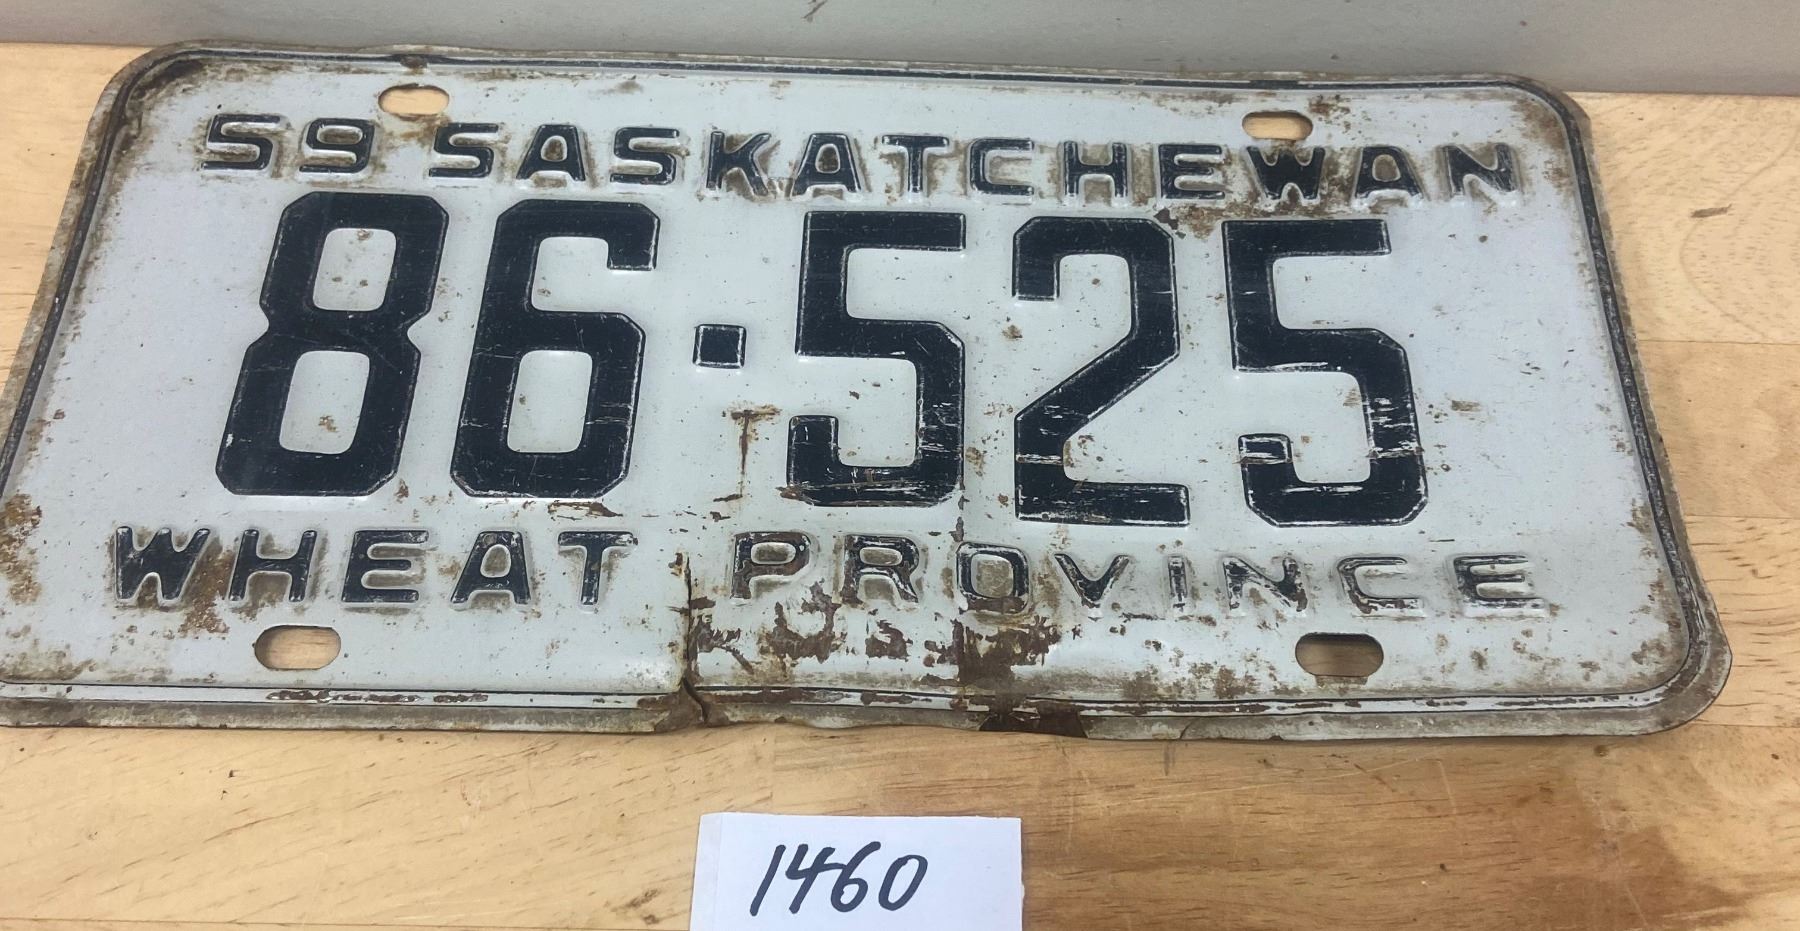 59 SASKATCHEWAN
86·525
WHEAT PROVINCE
1460